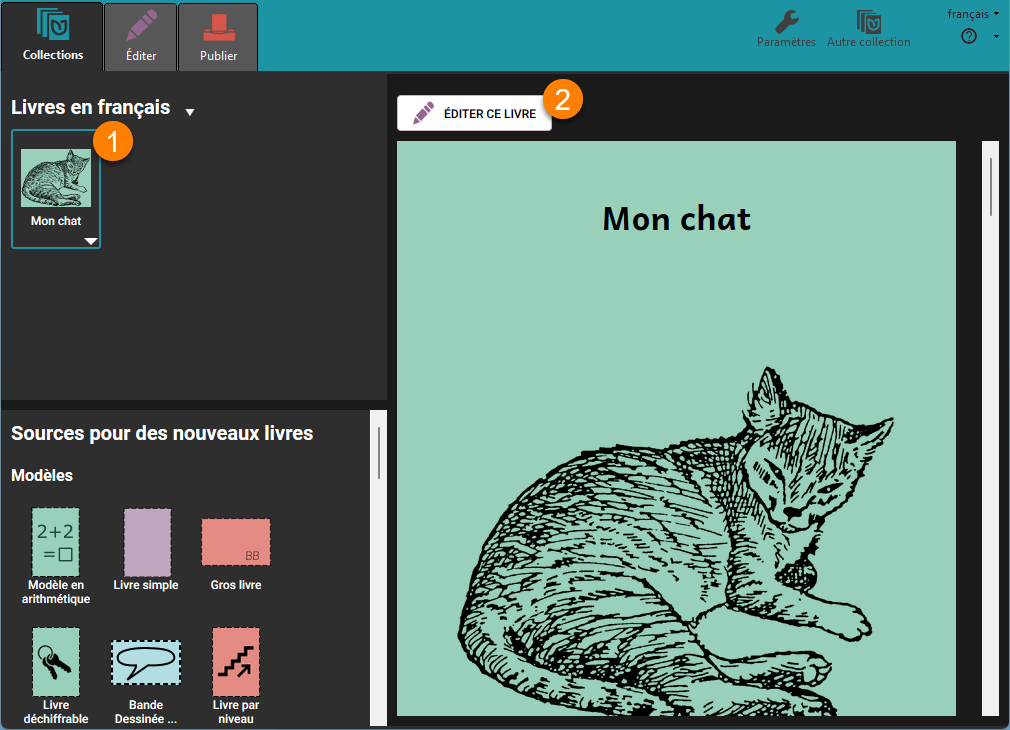 Collections
Éditer
Publier
Paramètres
Autre collection
français
?
Livres en français
1
Mon chat
2
ÉDITER CE LIVRE
Mon chat
Sources pour des nouveaux livres
Modèles
2+2
=□
Modèle en
arithmétique
Livre simple
BB
Gros livre
Livre
déchiffrable
Bande
Dessinée ...
Livre par
niveau